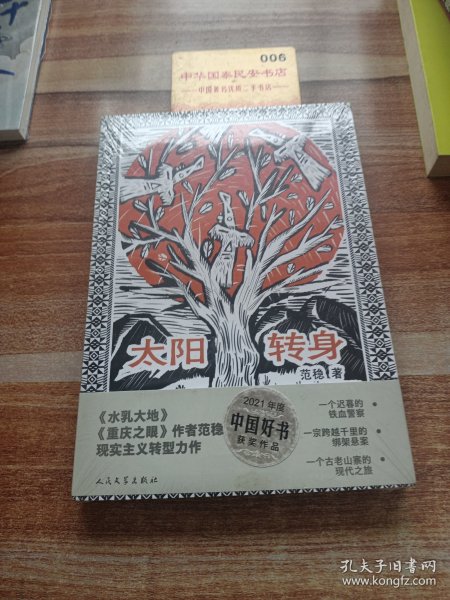 006
中华国泰民安书店
中国图书优质二手书店
太阳 转身
范稳 著
《水乳大地》
《重庆之眼》作者范稳
现实主义转型力作
人民文学出版社
2021年度
中国好书
获奖作品
一个迟暮的
铁血警察
一宗跨越千里的
绑架悬案
一个古老山寨的
现代之旅
孔夫子旧书网
www.kongfz.com